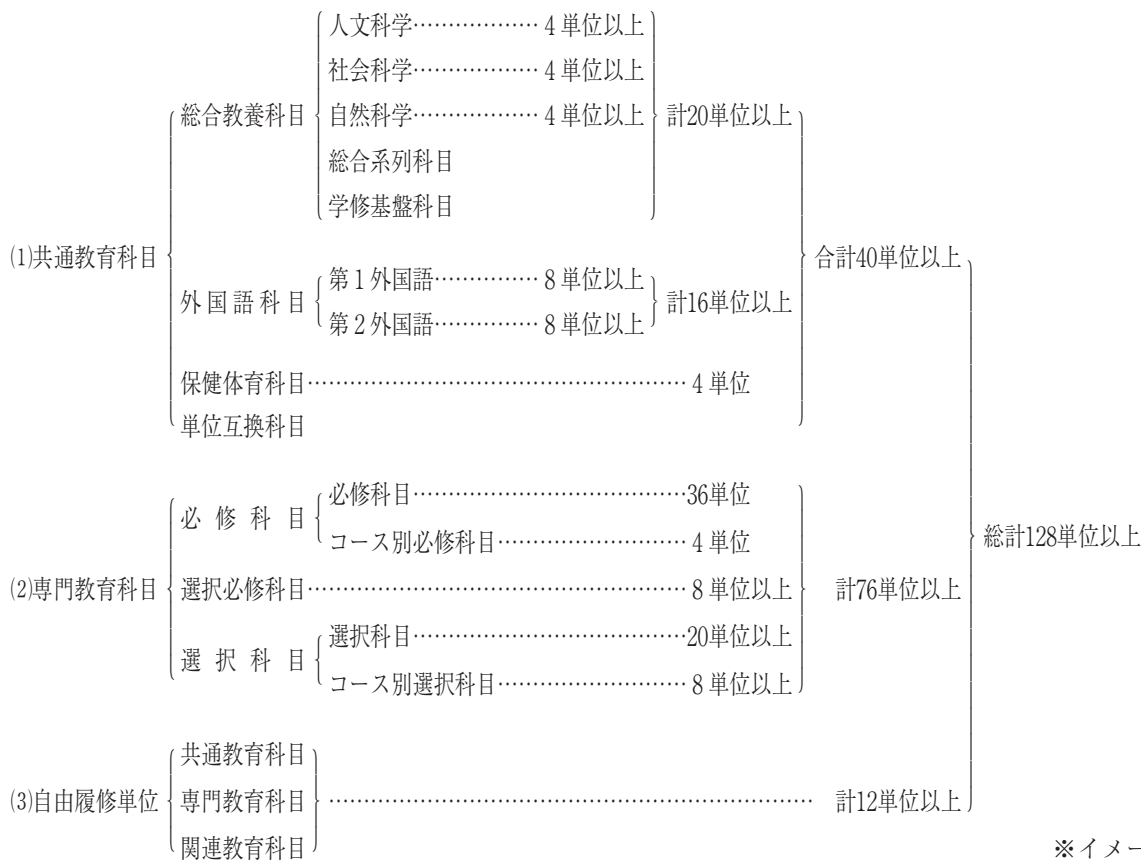 人文科学……………… 4 単位以上
社会科学……………… 4 単位以上
総合教養科目 自然科学……………… 4 単位以上 計20単位以上
総合系列科目
学修基盤科目
⑴共通教育科目 合計40単位以上
第1外国語…………… 8 単位以上
外国語科目 計16単位以上
第2外国語…………… 8 単位以上
保健体育科目…………………………………………… 4 単位
単位互換科目
必修科目………………………………36単位
必修科目
コース別必修科目…………………… 4 単位
総計128単位以上
⑵専門教育科目 選択必修科目…………………………………………… 8 単位以上 計76単位以上
選択科目………………………………20単位以上
選択科目
コース別選択科目…………………… 8 単位以上
共通教育科目
⑶自由履修単位 専門教育科目 ……………………………………………………… 計12単位以上
関連教育科目
※イメー